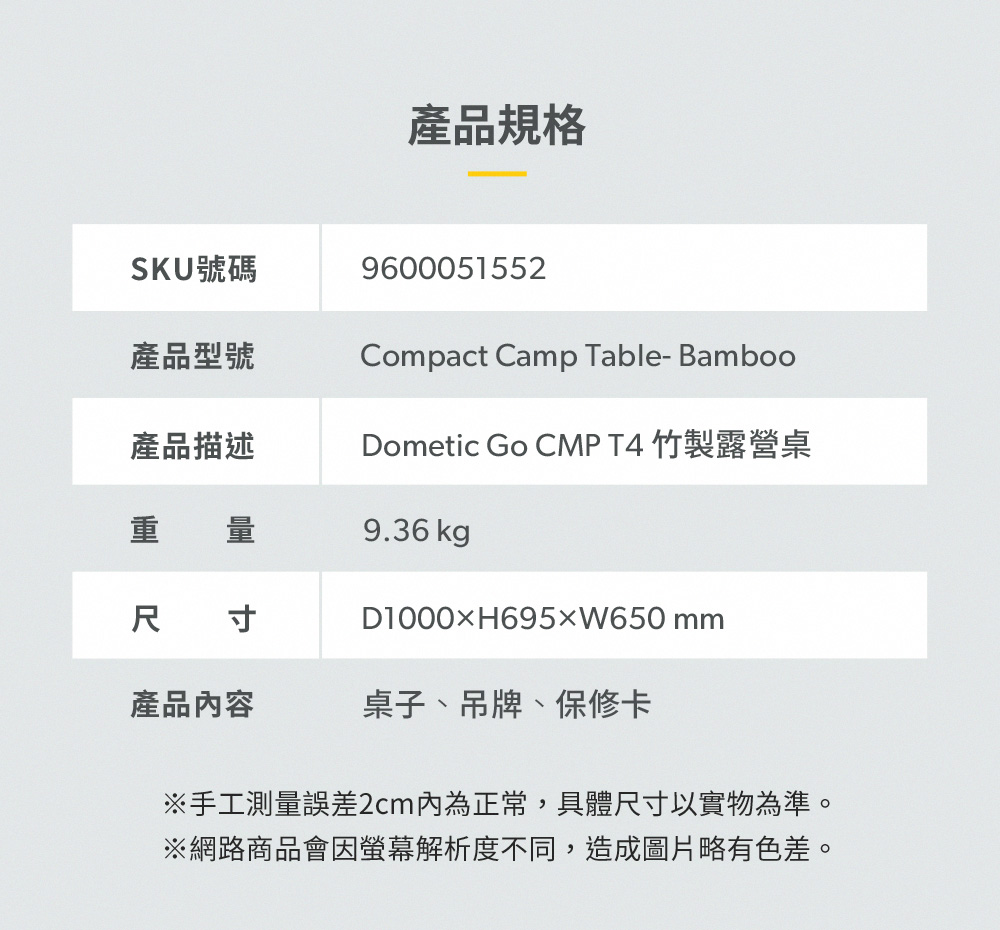 產品規格
SKU號碼 9600051552
產品型號 Compact Camp Table- Bamboo
產品描述 Dometic Go CMP T4 竹製露營桌
重量 9.36 kg
尺寸 D1000×H695×W650 mm
產品內容 桌子、吊牌、保修卡
※手工測量誤差2cm內為正常，具體尺寸以實物為準。
※網路商品會因螢幕解析度不同，造成圖片略有色差。